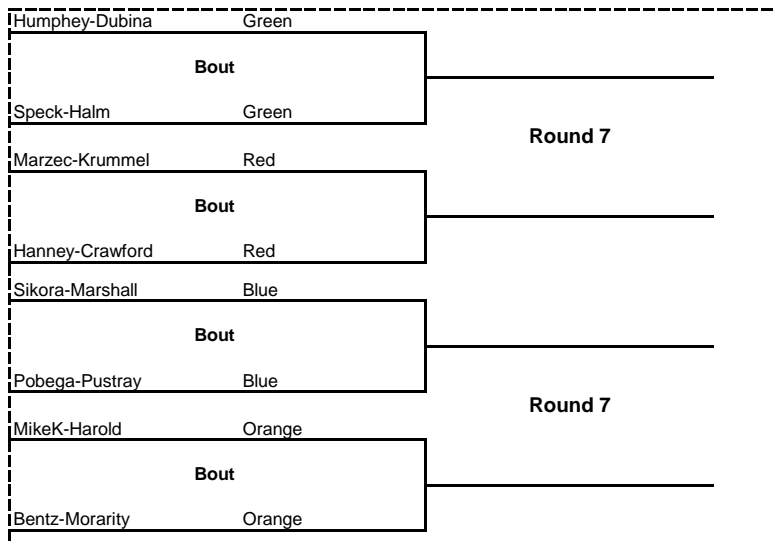 Humphey-Dubina Green
Bout
Speck-Halm Green
Round 7
Marzec-Krummel Red
Bout
Hanney-Crawford Red
Sikora-Marshall Blue
Bout
Pobega-Pustray Blue
Round 7
MikeK-Harold Orange
Bout
Bentz-Morarity Orange